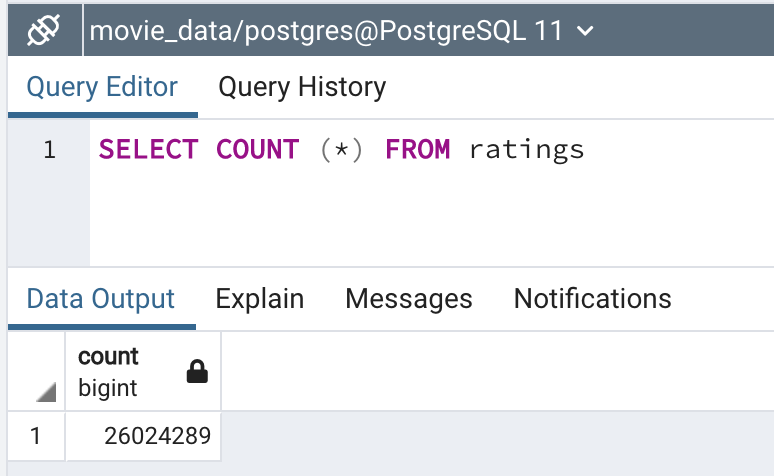 movie_data/postgres@PostgreSQL 11
Query Editor Query History
1 SELECT COUNT (*) FROM ratings
Data Output Explain Messages Notifications
count
bigint
1 26024289